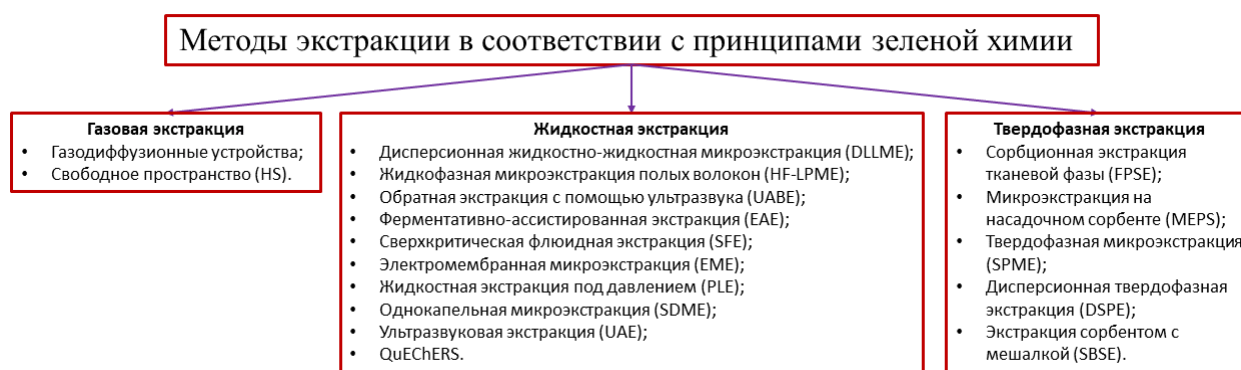 Методы экстракции в соответствии с принципами зеленой химии
Газовая экстракция
• Газодиффузионные устройства;
• Свободное пространство (HS).
Жидкостная экстракция
• Дисперсионная жидкостно-жидкостная микроэкстракция (DLLME);
• Жидкофазная микроэкстракция полых волокон (HF-LPME);
• Обратная экстракция с помощью ультразвука (UABE);
• Ферментативно-ассистированная экстракция (EAE);
• Сверхкритическая флюидная экстракция (SFE);
• Электромембранная микроэкстракция (EME);
• Жидкостная экстракция под давлением (PLE);
• Однокапельная микроэкстракция (SDME);
• Ультразвуковая экстракция (UAE);
• QuEChERS.
Твердофазная экстракция
• Сорбционная экстракция
тканевой фазы (FPSE);
• Микроэкстракция на
насадочном сорбенте (MEPS);
• Твердофазная микроэкстракция
(SPME);
• Дисперсионная твердофазная
экстракция (DSPE);
• Экстракция сорбентом с
мешалкой (SBSE).